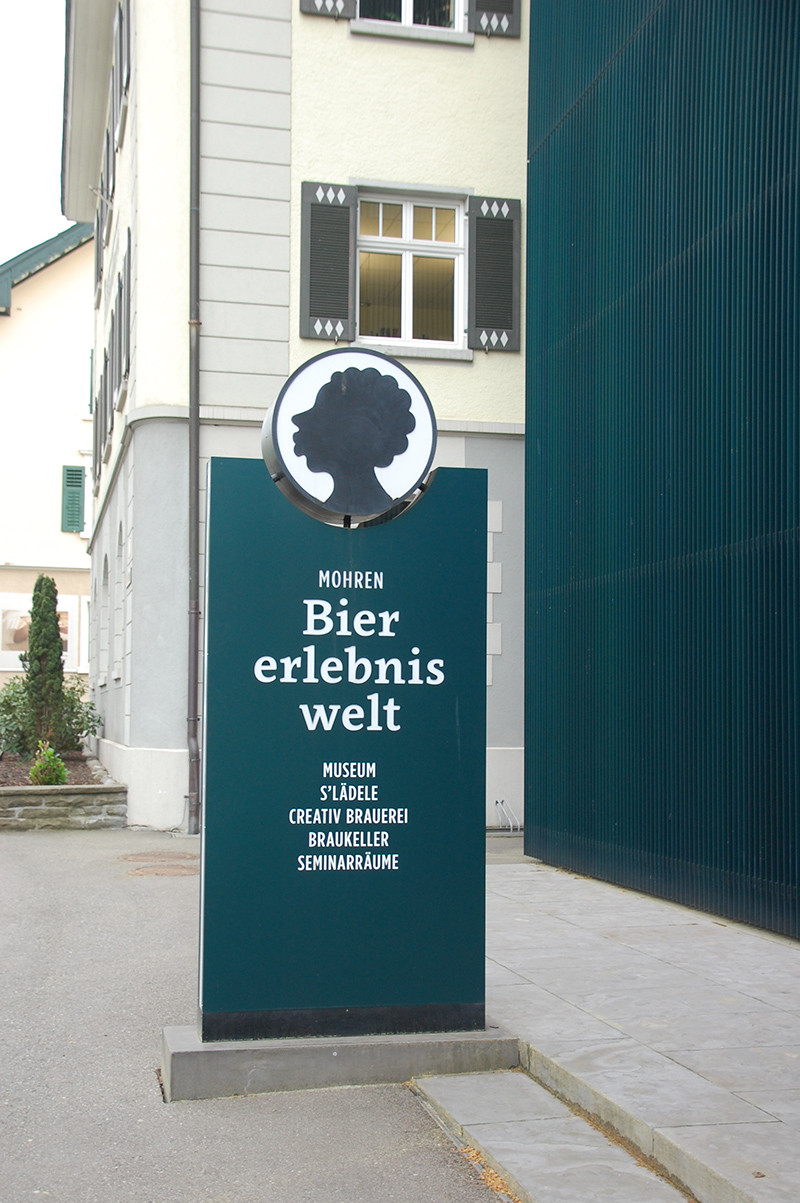 MOHREN
Bier
erlebnis
welt
MUSEUM
S'LÄDELE
CREATIV BRAUEREI
BRAUKELLER
SEMINARRÄUME